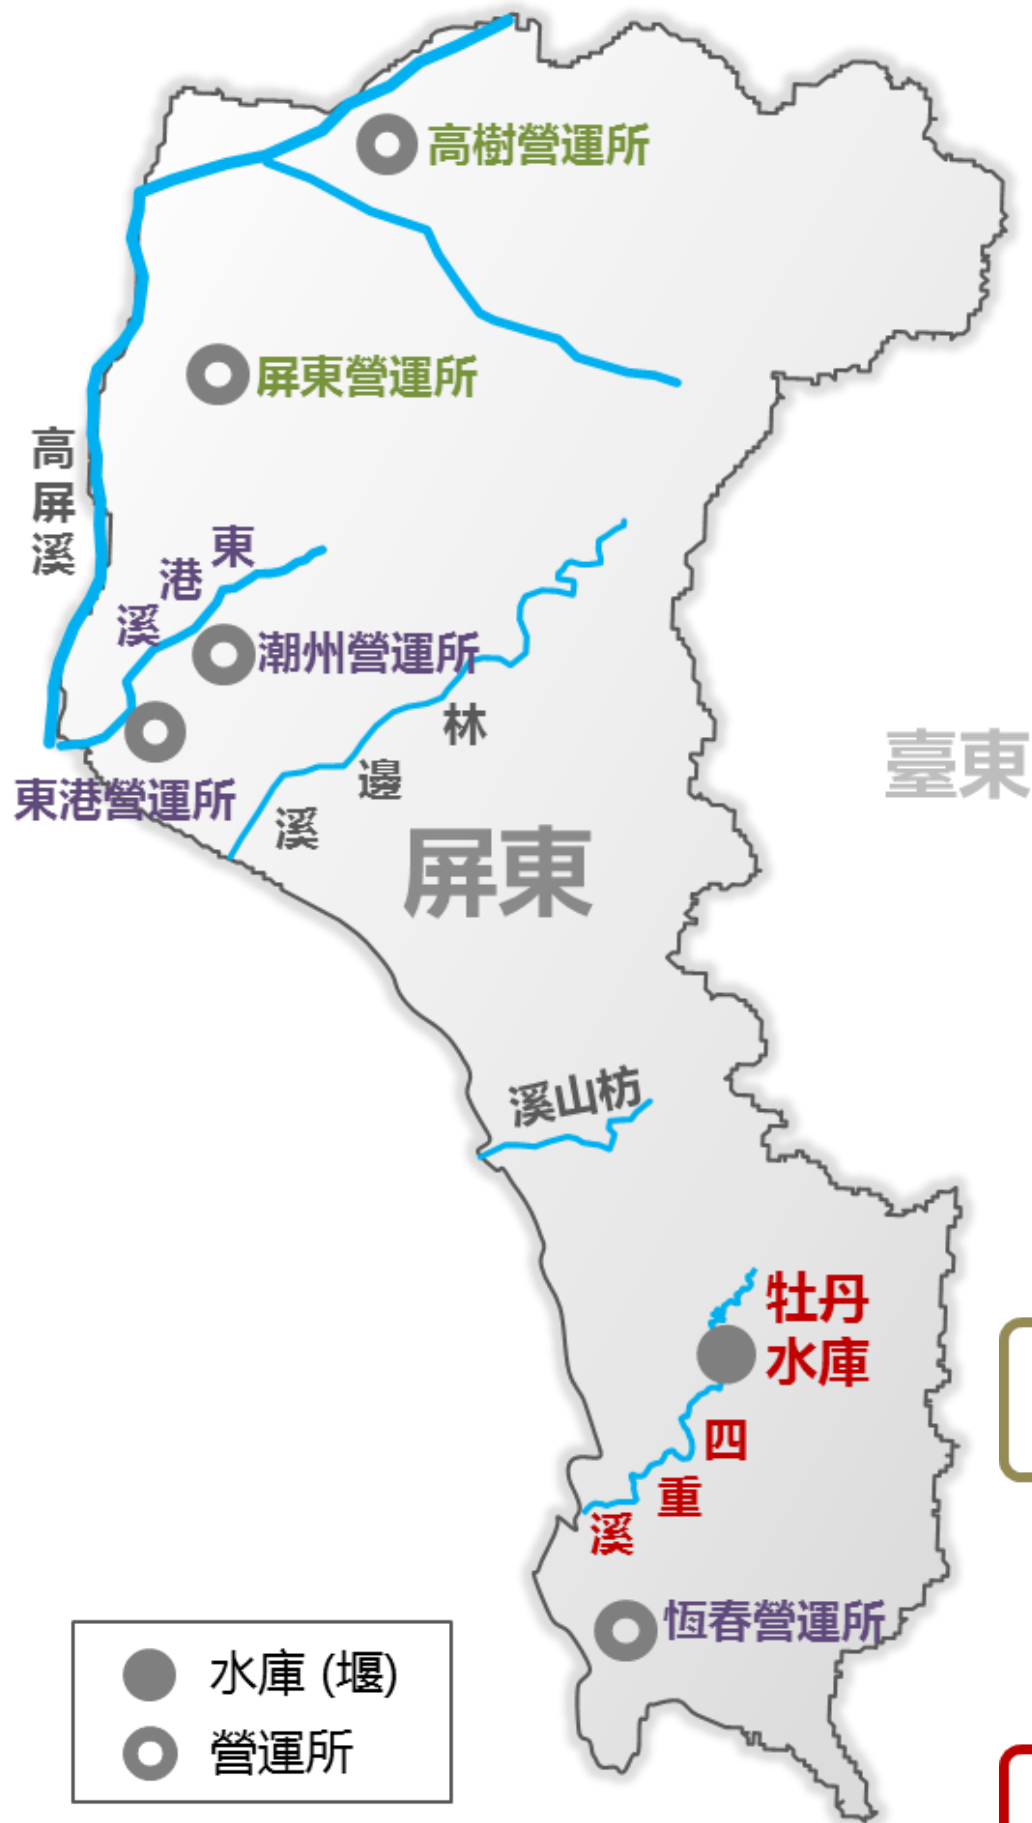 高樹營運所
屏東營運所
高屏溪
東港溪
潮州營運所
東港營運所
林邊溪
臺東
屏東
溪山枋
牡丹
水庫
四重溪
恆春營運所
水庫 (堰)
營運所